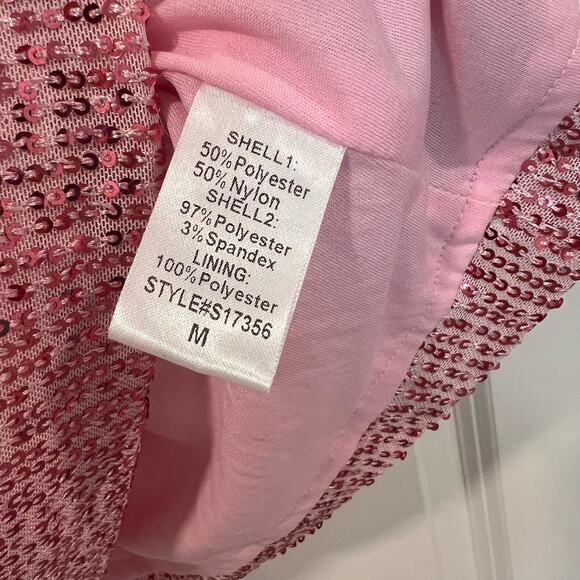 SHELL1:
50% Polyester
50% Nylon
SHELL2:
97% Polyester
3% Spandex
LINING:
100% Polyester
STYLE#S17356
M